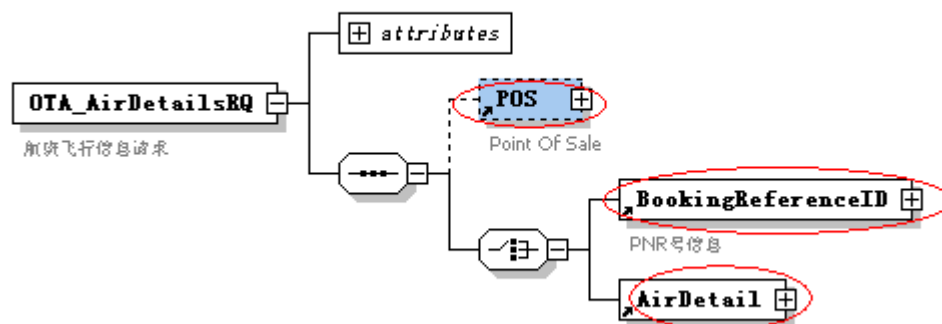 attributes
POS
OTA_AirDetailsRQ
Point Of Sale
航班飞行信息请求
BookingReferenceID
PNR号信息
AirDetail